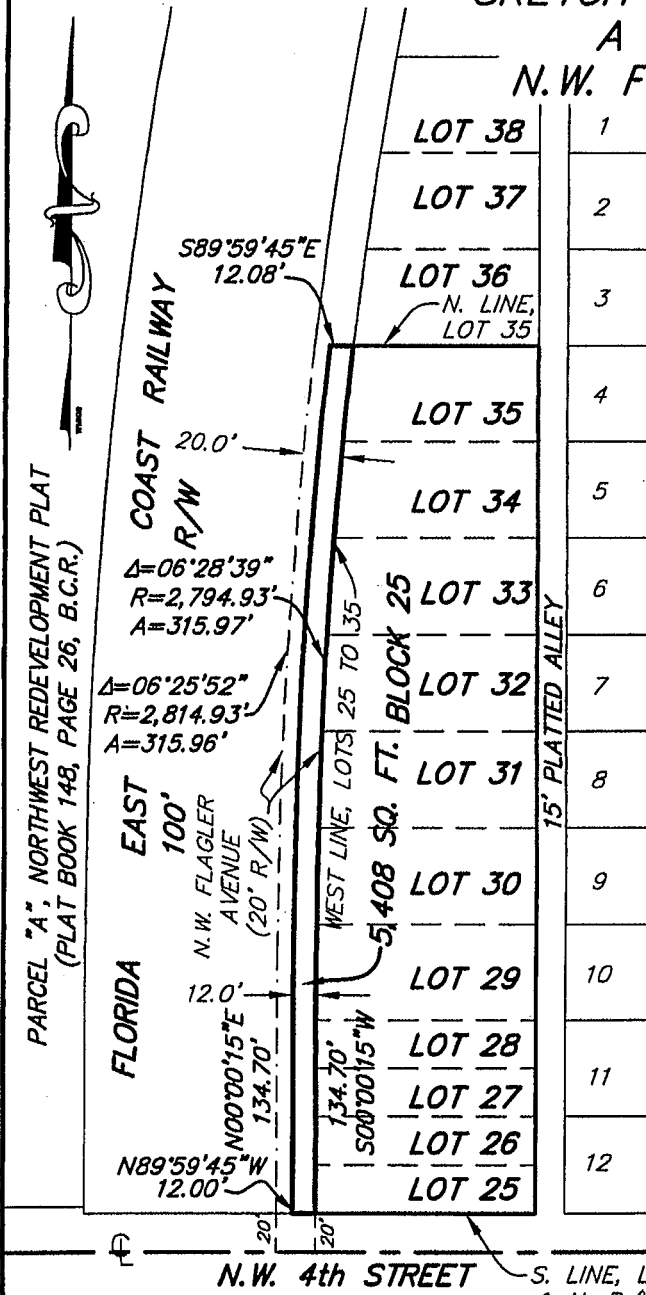 A
N.W. F
LOT 38
1
LOT 37
2
S89°59'45"E
12.08'
LOT 36
N. LINE,
LOT 35
3
LOT 35
4
20.0'
LOT 34
5
FLORIDA EAST COAST RAILWAY
100' R/W
PARCEL "A", NORTHWEST REDEVELOPMENT PLAT
(PLAT BOOK 148, PAGE 26, B.C.R.)
Δ=06°28'39"
R=2,794.93'
A=315.97'
LOT 33
6
Δ=06°25'52"
R=2,814.93'
A=315.96'
LOT 32
7
WEST LINE, LOTS 25 TO 35
5,408 SQ. FT.
BLOCK 25
15' PLATTED ALLEY
LOT 31
8
N.W. FLAGLER
AVENUE
(20' R/W)
LOT 30
9
12.0'
LOT 29
10
N00°00'15"E
134.70'
134.70'
S00°00'15"W
LOT 28
LOT 27
11
LOT 26
12
N89°59'45"W
12.00'
LOT 25
20'
20'
N.W. 4th STREET
S. LINE, L